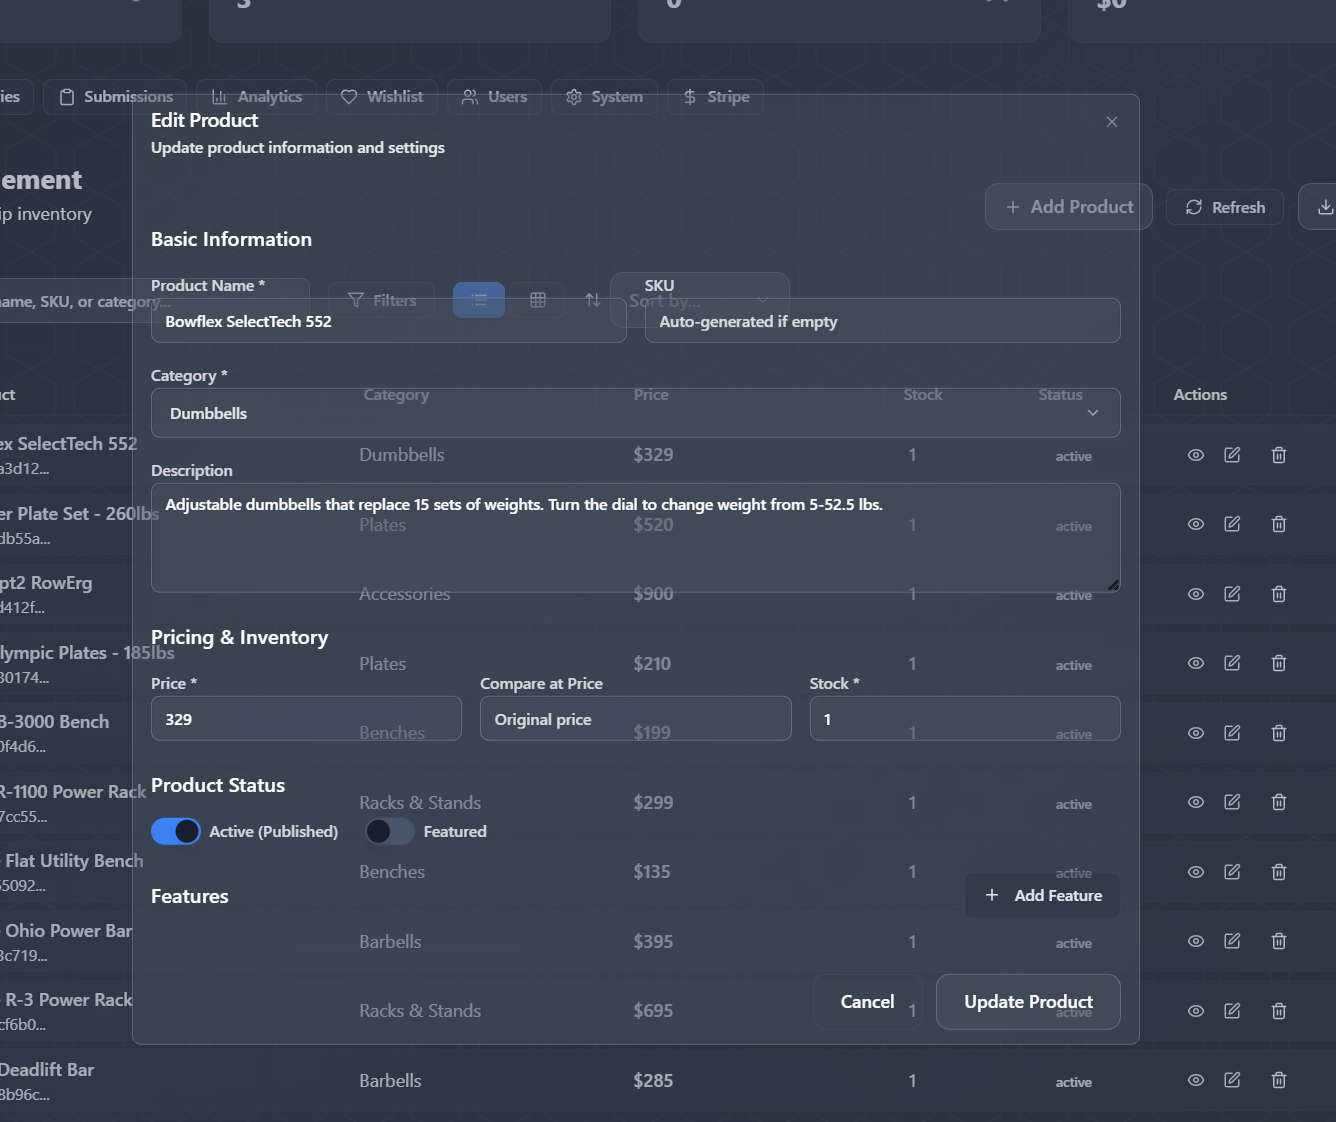 3
0
$0
ies
Submissions
Analytics
Wishlist
Users
System
Stripe
Edit Product
Update product information and settings
ement
ip inventory
Add Product
Refresh
Basic Information
Product Name *
SKU
ame, SKU, or category...
Filters
Sort by...
Bowflex SelectTech 552
Auto-generated if empty
Category *
Dumbbells
ct
Category
Price
Stock
Status
Actions
ex SelectTech 552
a3d12...
Dumbbells
$329
1
active
Description
Adjustable dumbbells that replace 15 sets of weights. Turn the dial to change weight from 5-52.5 lbs.
er Plate Set - 260lbs
db55a...
Plates
$520
1
active
pt2 RowErg
d412f...
Accessories
$900
1
active
Pricing & Inventory
lympic Plates - 185lbs
30174...
Plates
$210
1
active
Price *
Compare at Price
Stock *
329
Original price
1
B-3000 Bench
0f4d6...
Benches
$199
1
active
Product Status
R-1100 Power Rack
7cc55...
Racks & Stands
$299
1
active
Active (Published)
Featured
Flat Utility Bench
65092...
Benches
$135
1
active
Features
Add Feature
Ohio Power Bar
3c719...
Barbells
$395
1
active
R-3 Power Rack
cf6b0...
Racks & Stands
$695
1
active
Cancel
Update Product
Deadlift Bar
8b96c...
Barbells
$285
1
active